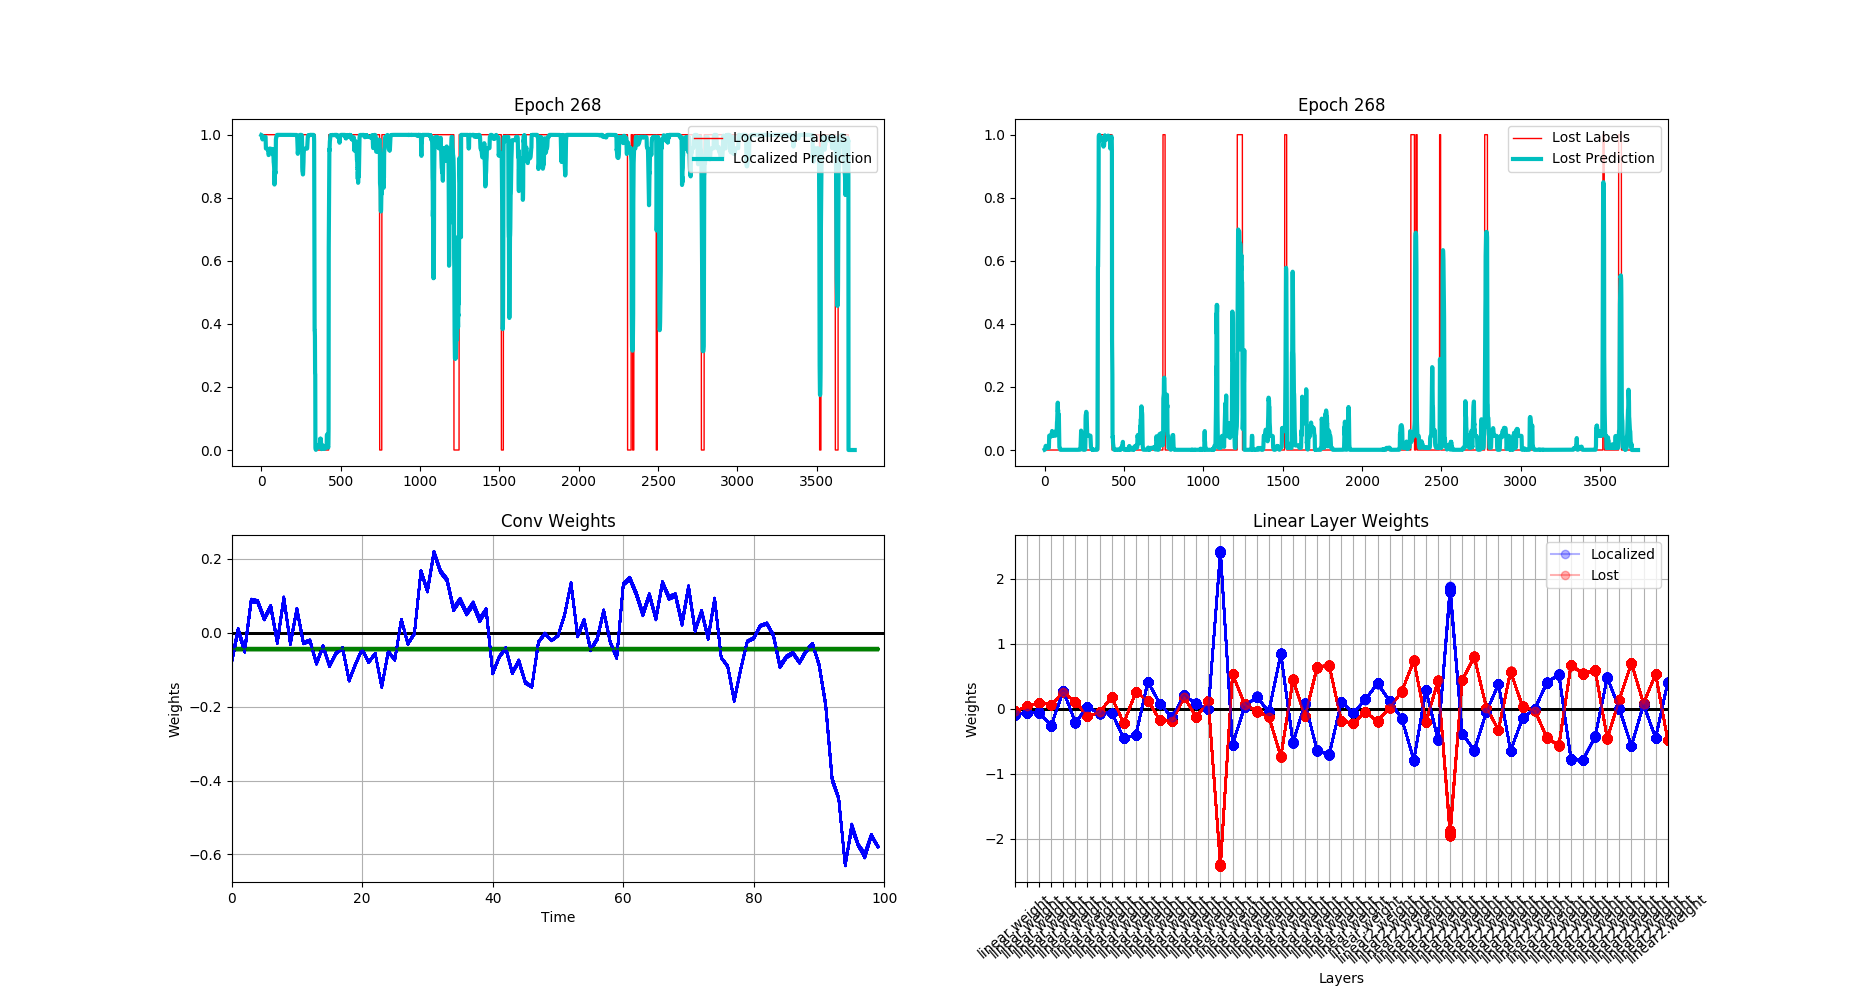 Epoch 268
Localized Labels
Localized Prediction
1.0
0.8
0.6
0.4
0.2
0.0
0 500 1000 1500 2000 2500 3000 3500
Epoch 268
Lost Labels
Lost Prediction
1.0
0.8
0.6
0.4
0.2
0.0
0 500 1000 1500 2000 2500 3000 3500
Conv Weights
Weights
0.2
0.0
−0.2
−0.4
−0.6
0 20 40 60 80 100
Time
Linear Layer Weights
Localized
Lost
Weights
2
1
0
−1
−2
linear.weight
linear2.weight
Layers